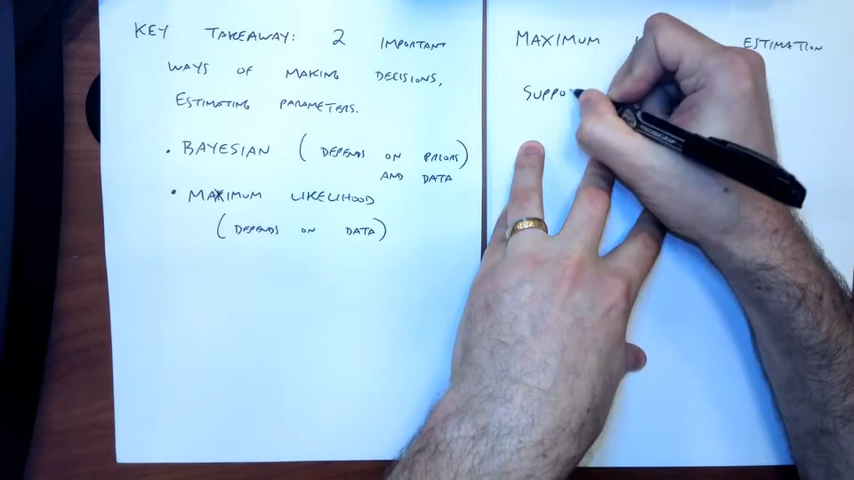 KEY TAKEAWAY: 2 IMPORTANT
WAYS OF MAKING DECISIONS,
ESTIMATING PARAMETERS.
• BAYESIAN (DEPENDS ON PRIORS)
AND DATA
• MAXIMUM LIKELIHOOD
(DEPENDS ON DATA)
MAXIMUM ESTIMATION
SUPPO